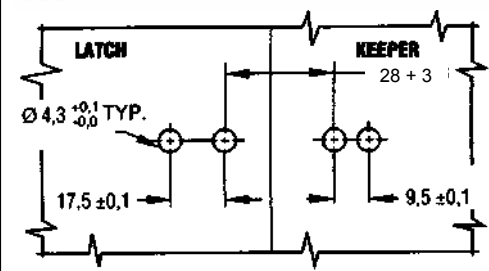 LATCH KEEPER
28 + 3
Ø 4,3 +0,1 -0,0 TYP.
17,5 ±0,1 9,5 ±0,1